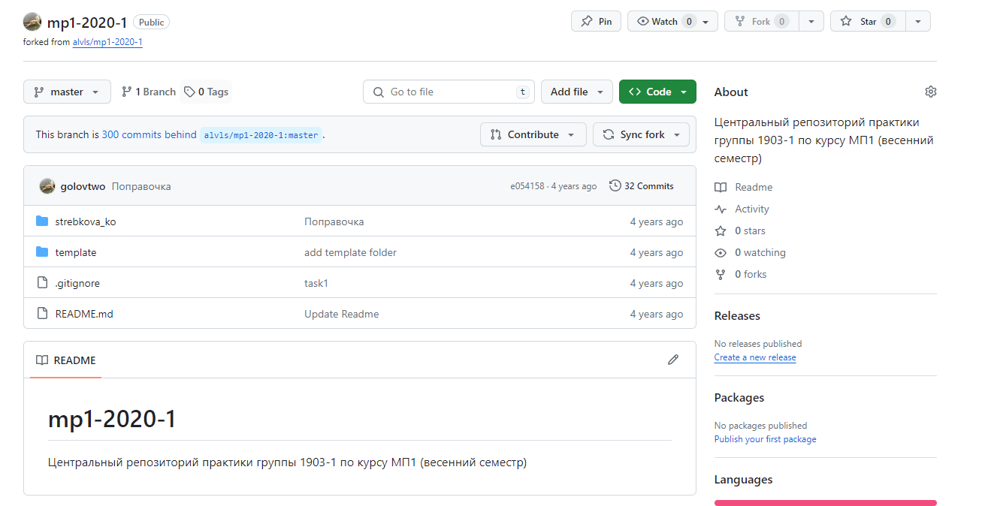 mp1-2020-1 Public
Pin Watch 0 Fork 0 Star 0
forked from alvls/mp1-2020-1
master 1 Branch 0 Tags Go to file t Add file Code
This branch is 300 commits behind alvls/mp1-2020-1:master . Contribute Sync fork
golovtwo Поправочка e054158 · 4 years ago 32 Commits
strebkova_ko Поправочка 4 years ago
template add template folder 4 years ago
.gitignore task1 4 years ago
README.md Update Readme 4 years ago
README
mp1-2020-1
Центральный репозиторий практики группы 1903-1 по курсу МП1 (весенний семестр)
About
Центральный репозиторий практики
группы 1903-1 по курсу МП1 (весенний
семестр)
Readme
Activity
0 stars
0 watching
0 forks
Releases
No releases published
Create a new release
Packages
No packages published
Publish your first package
Languages